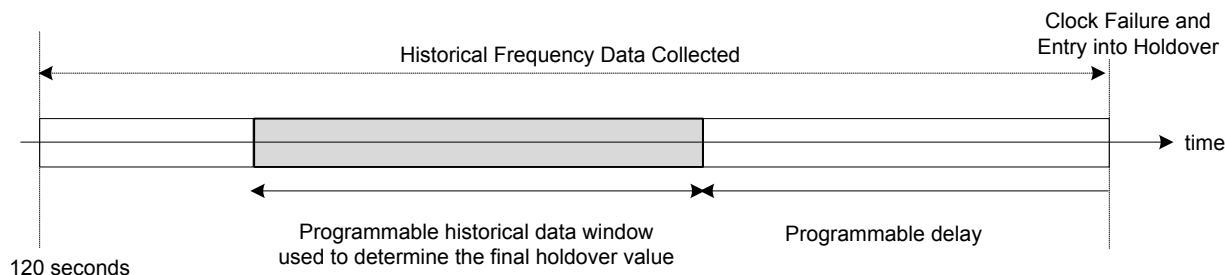 Clock Failure and
Entry into Holdover
Historical Frequency Data Collected
time
Programmable historical data window
used to determine the final holdover value
Programmable delay
120 seconds